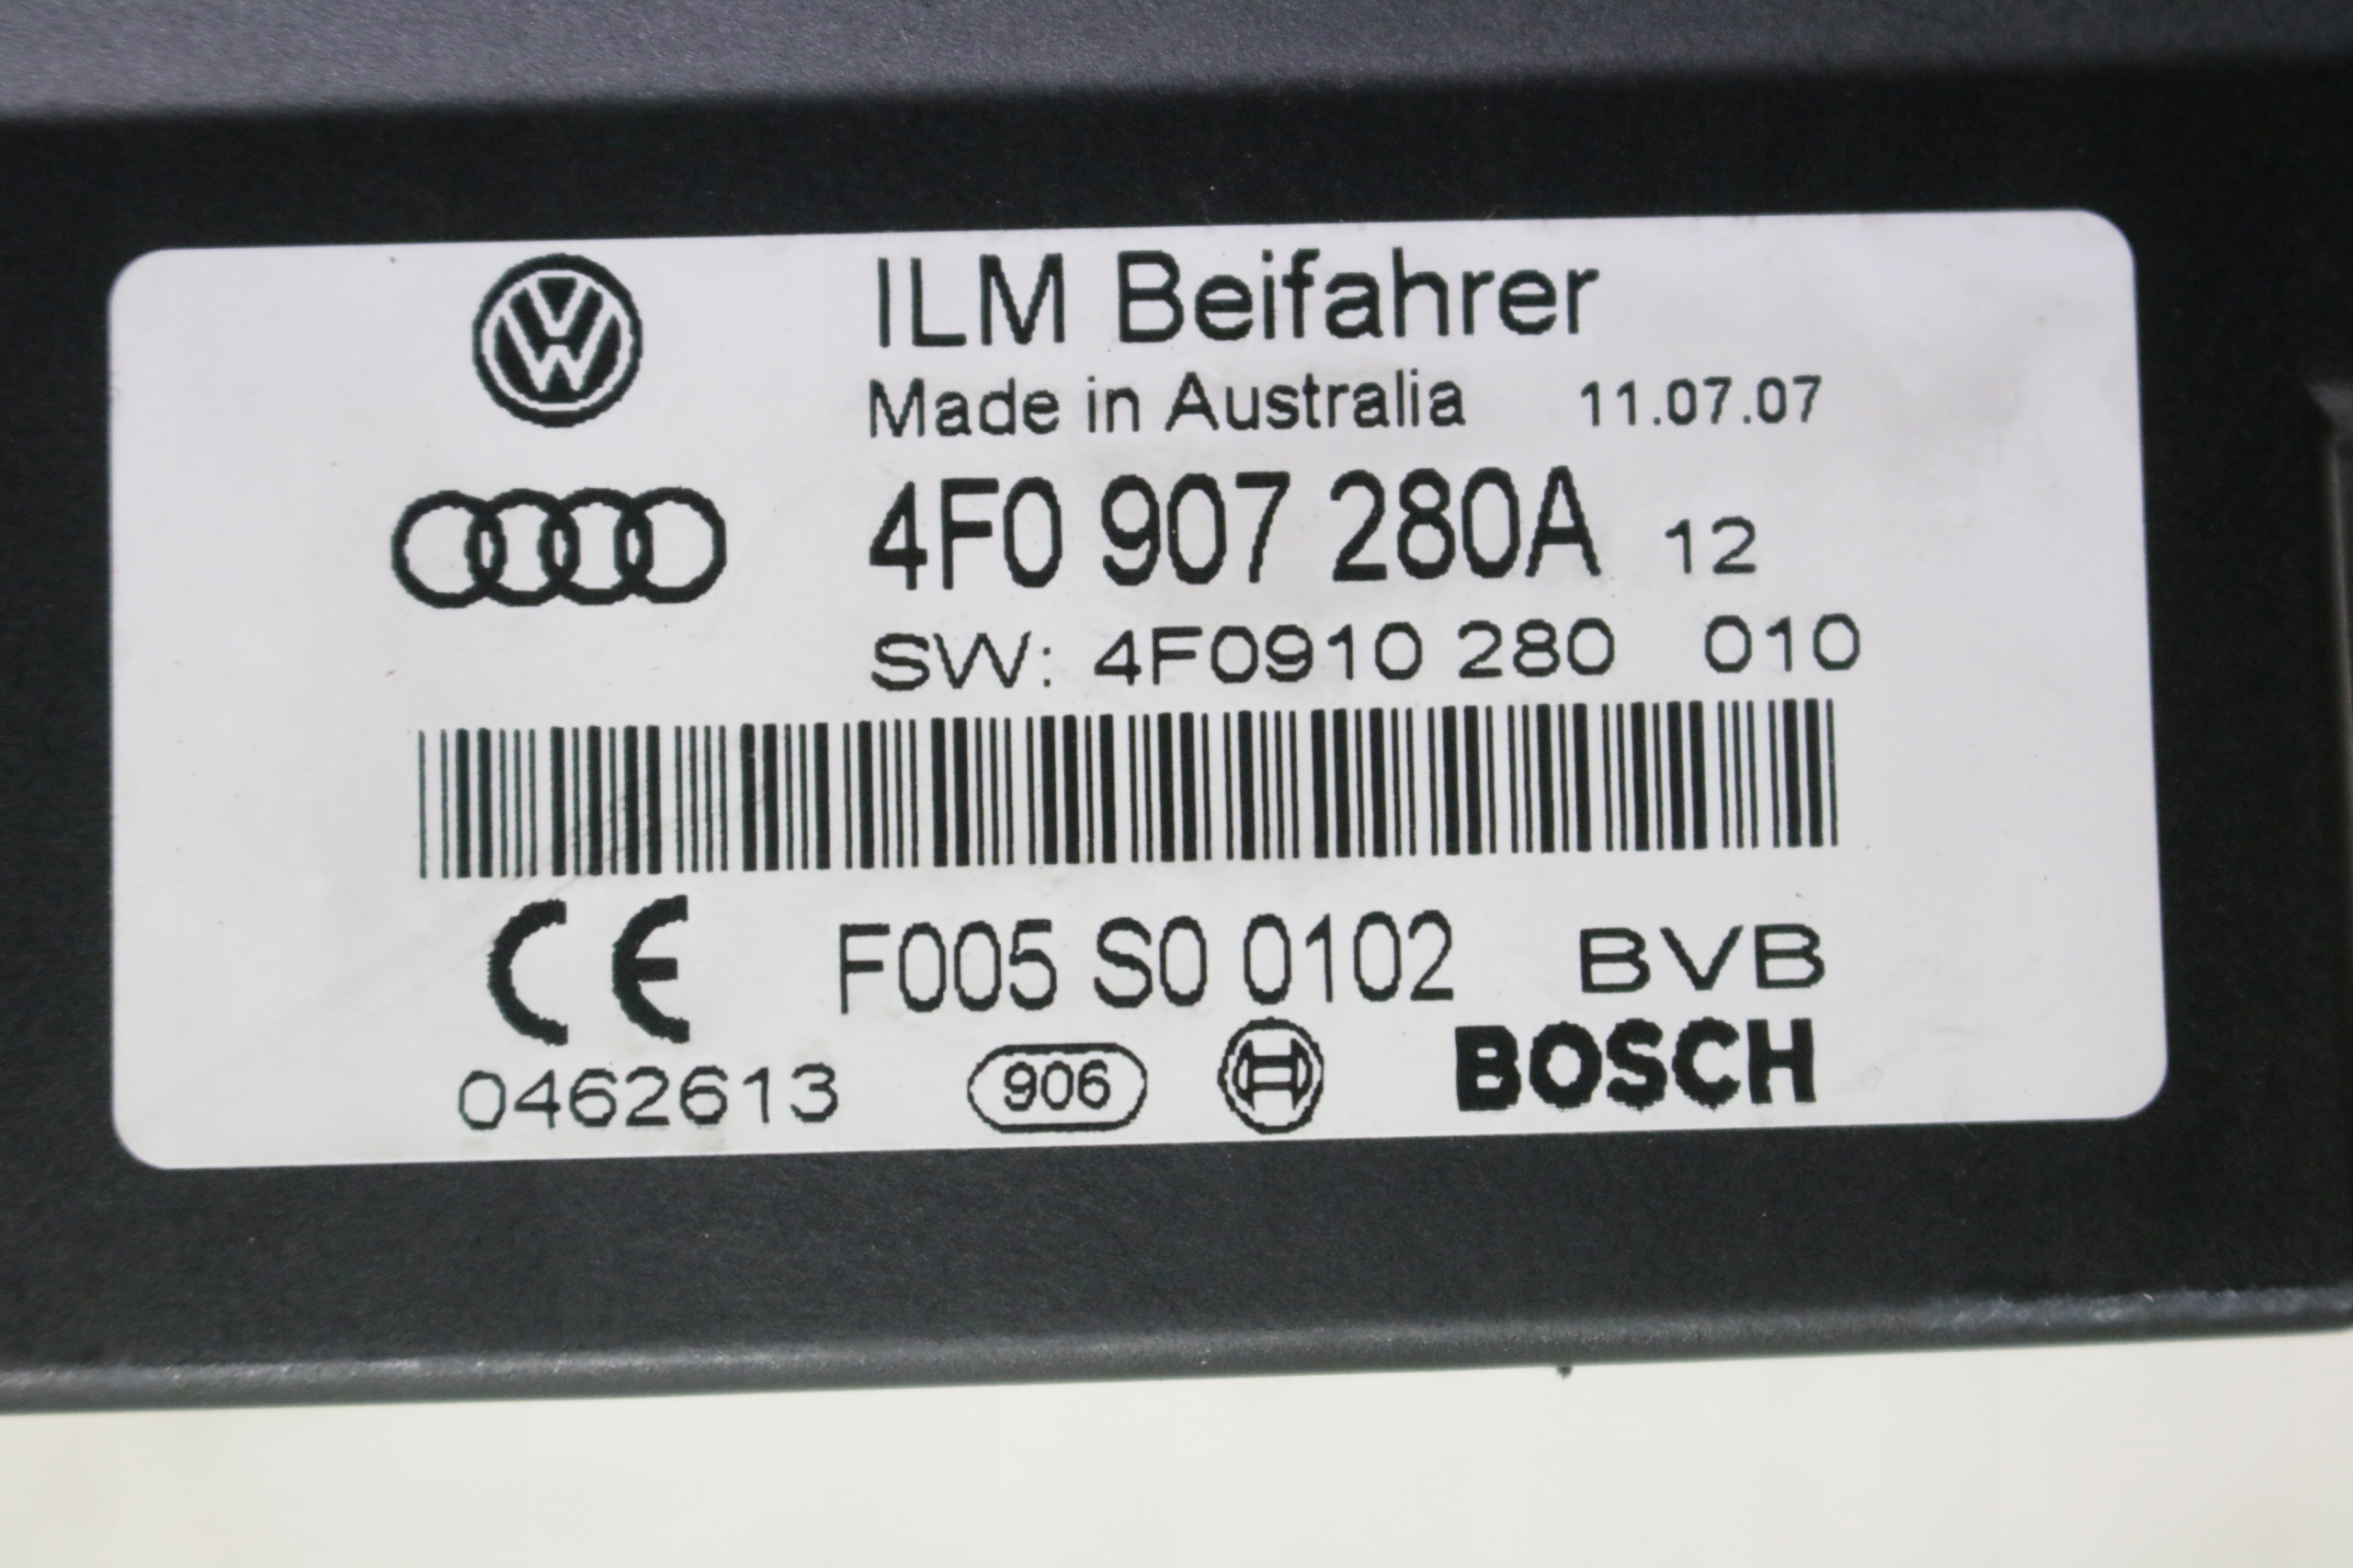 ILM Beifahrer
Made in Australia 11.07.07
4F0 907 280A 12
SW: 4F0910 280 010
CE F005 S0 0102 BVB
0462613 906 BOSCH